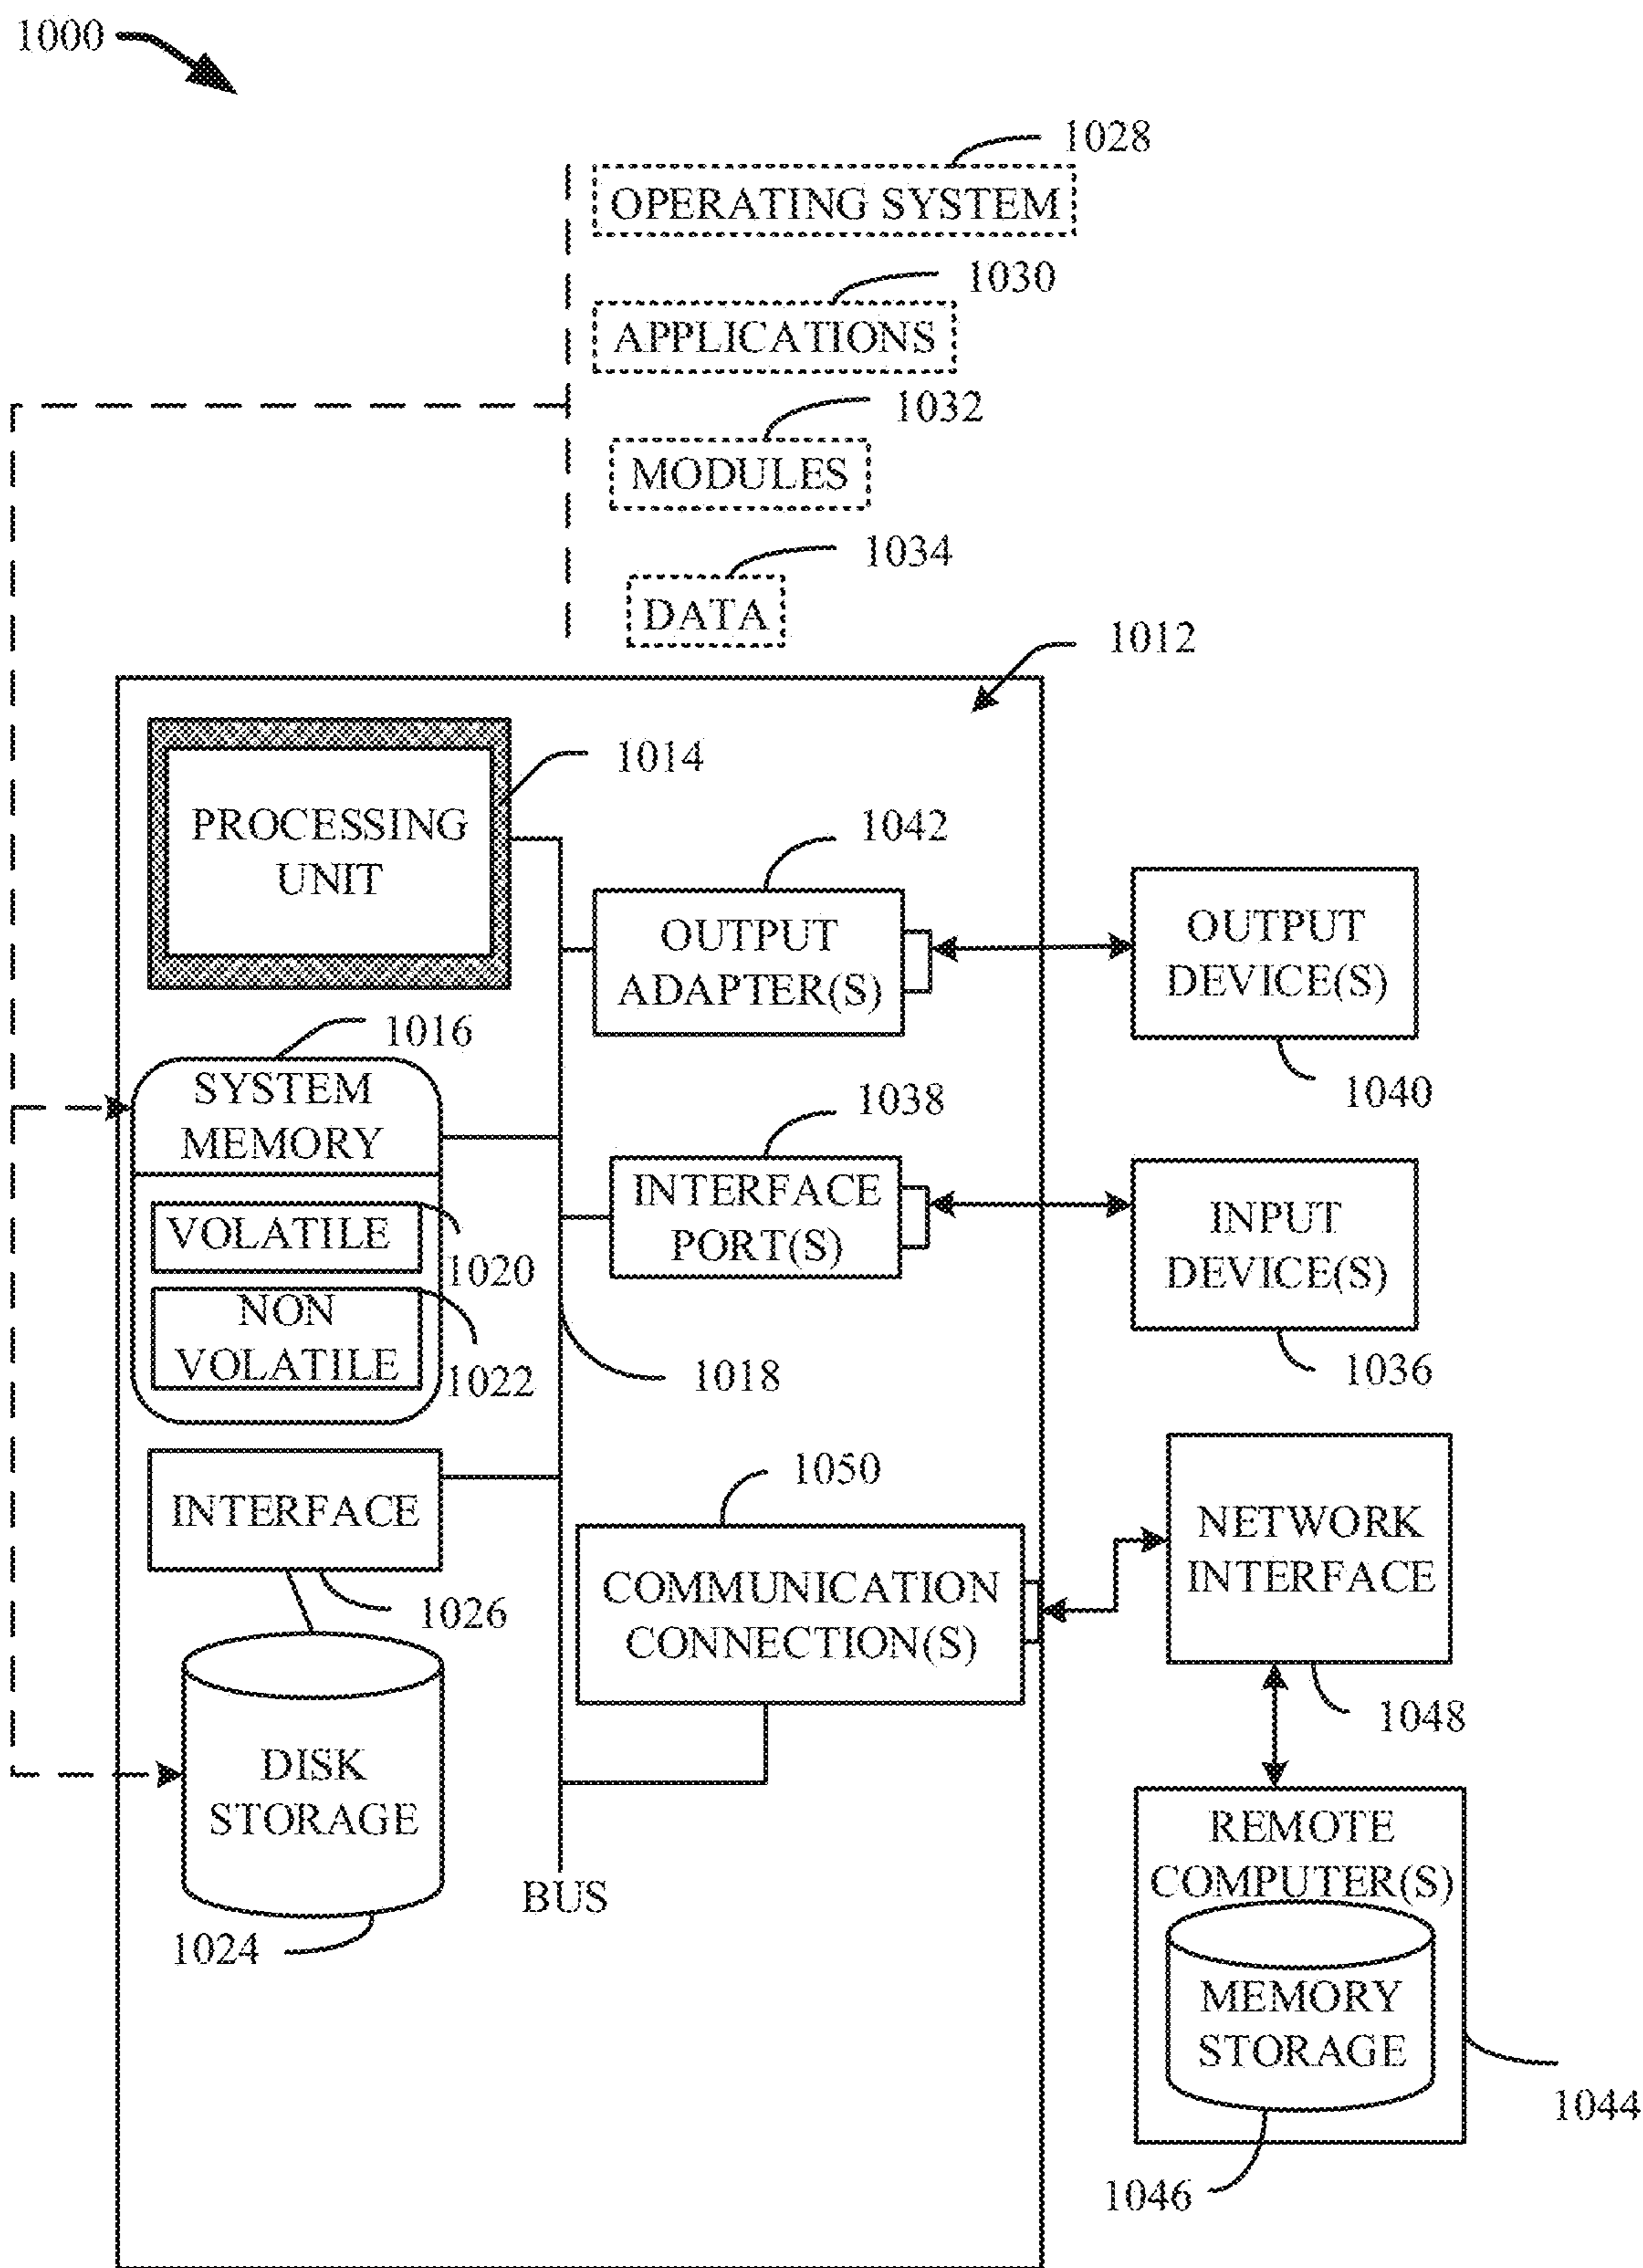 1000
1028
OPERATING SYSTEM
1030
APPLICATIONS
1032
MODULES
1034
DATA
1012
PROCESSING
UNIT
1014
1042
OUTPUT
ADAPTER(S)
OUTPUT
DEVICE(S)
1040
1016
SYSTEM
MEMORY
VOLATILE
1020
NON
VOLATILE
1022
1038
INTERFACE
PORT(S)
INPUT
DEVICE(S)
1036
1018
INTERFACE
1026
1050
COMMUNICATION
CONNECTION(S)
NETWORK
INTERFACE
1048
DISK
STORAGE
1024
BUS
REMOTE
COMPUTER(S)
MEMORY
STORAGE
1044
1046